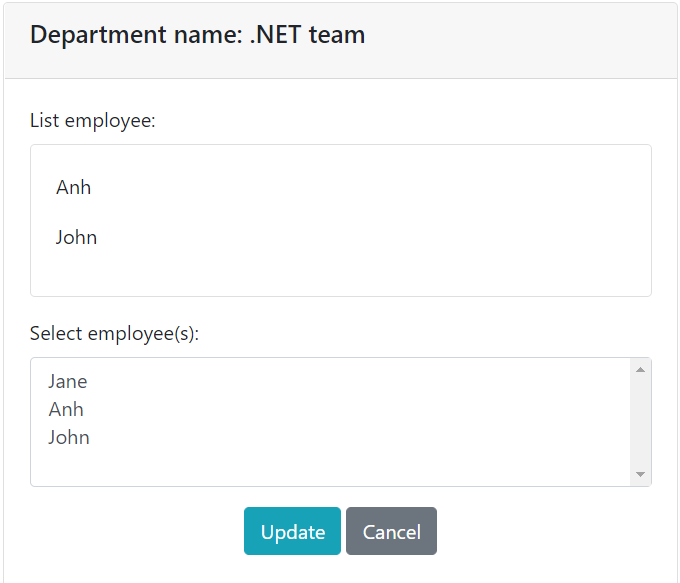 Department name: .NET team
List employee:
Anh
John
Select employee(s):
Jane
Anh
John
Update Cancel